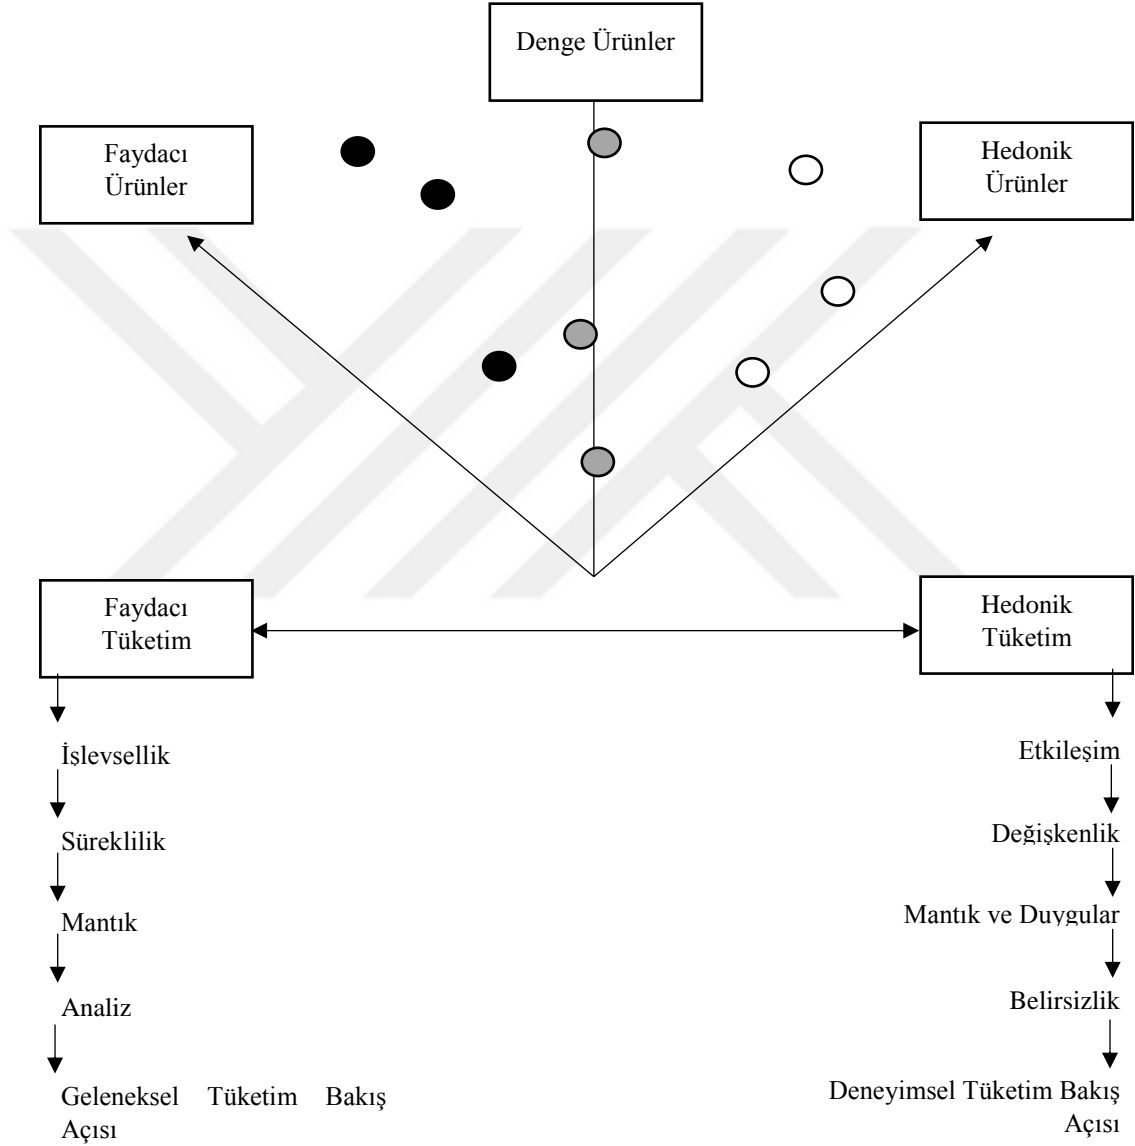 Denge Ürünler
Faydacı
Ürünler
Hedonik
Ürünler
Faydacı
Tüketim
Hedonik
Tüketim
İşlevsellik
Süreklilik
Mantık
Analiz
Geleneksel Tüketim Bakış
Açısı
Etkileşim
Değişkenlik
Mantık ve Duygular
Belirsizlik
Deneyimsel Tüketim Bakış
Açısı